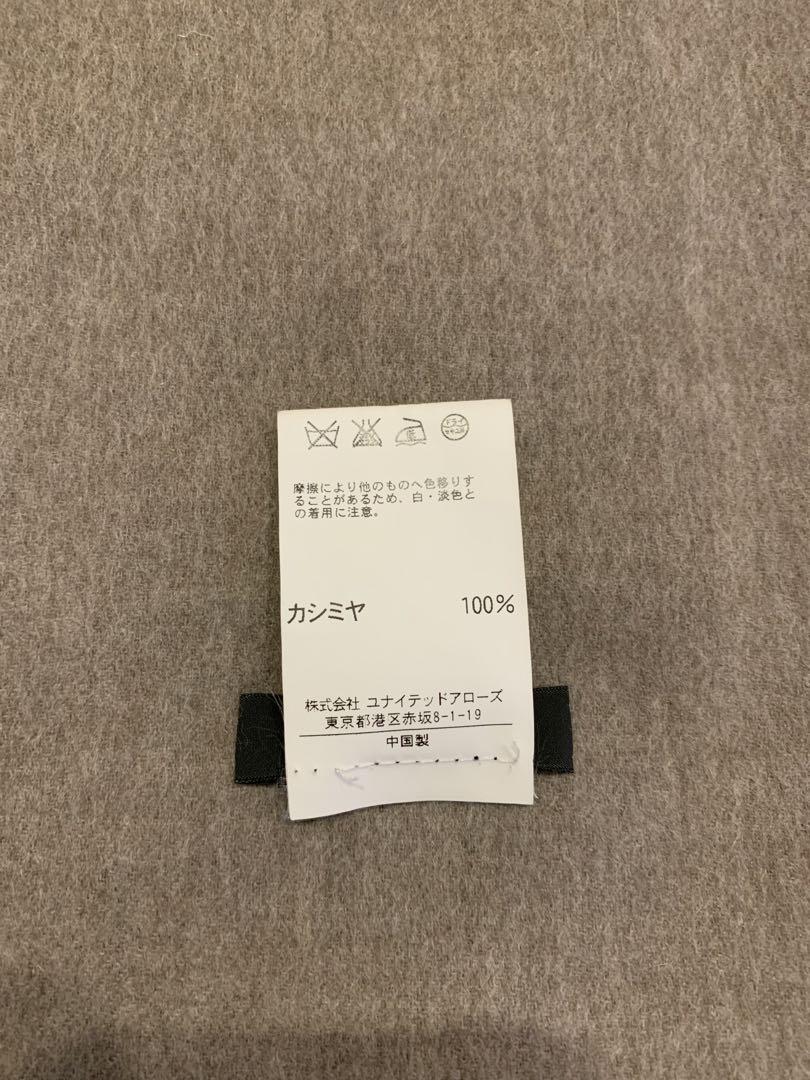 ドライ
摩擦により他のものへ色移りす
ることがあるため、白・淡色と
の着用に注意。
カシミヤ 100%
株式会社 ユナイテッドアローズ
東京都港区赤坂8-1-19
中国製